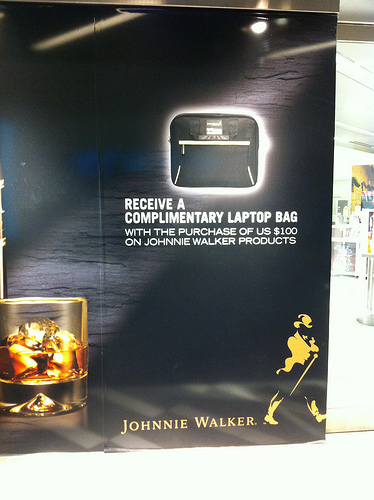 RECEIVE A
COMPLIMENTARY LAPTOP BAG
WITH THE PURCHASE OF US $100
ON JOHNNIE WALKER PRODUCTS
JOHNNIE WALKER.